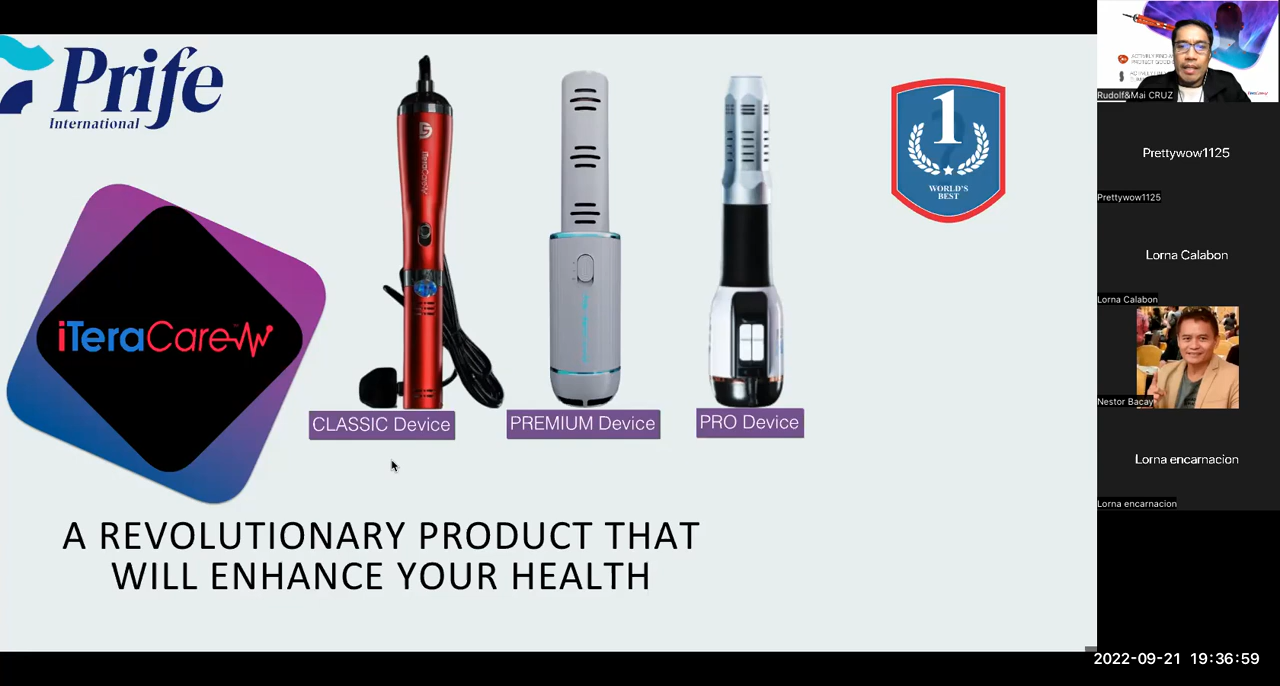 Prife
International
iTeraCare
iTeraCare
CLASSIC Device
PREMIUM Device
PRO Device
1
WORLD'S
BEST
A REVOLUTIONARY PRODUCT THAT
WILL ENHANCE YOUR HEALTH
Rudolf&Mai CRUZ
Prettywow1125
Prettywow1125
Lorna Calabon
Lorna Calabon
Nestor Bacay
Lorna encarnacion
Lorna encarnacion
2022-09-21 19:36:59